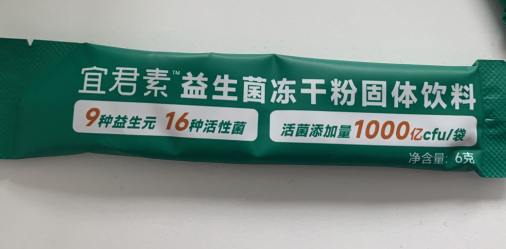 宜君素™益生菌冻干粉固体饮料
9种益生元 16种活性菌 活菌添加量1000亿cfu/袋
净含量：6克